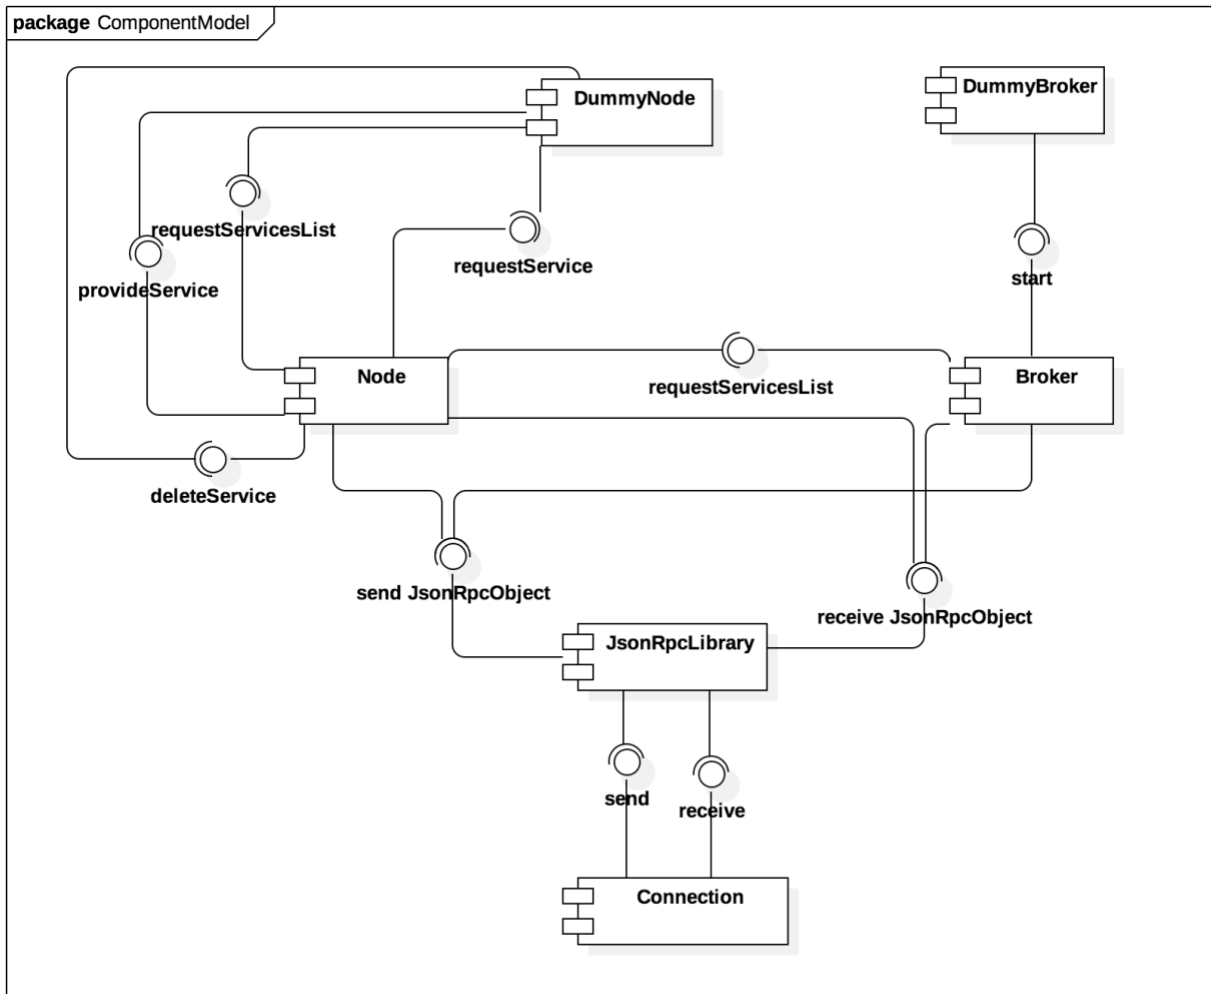 package ComponentModel
DummyNode
DummyBroker
requestServicesList
requestService
provideService
start
Node
requestServicesList
Broker
deleteService
send JsonRpcObject
receive JsonRpcObject
JsonRpcLibrary
send
receive
Connection